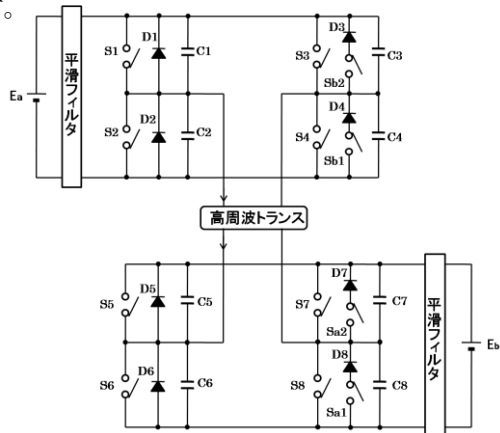 。
S1 D1 C1 S3 D3 C3
Sb2
Ea
平滑フィルタ
S2 D2 C2 S4 D4 C4
Sb1
高周波トランス
S5 D5 C5 S7 D7 C7
Sa2
平滑フィルタ
Eb
S6 D6 C6 S8 D8 C8
Sa1